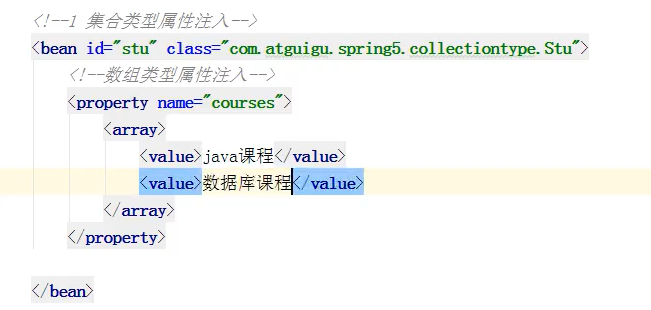 <!--1 集合类型属性注入-->
<bean id="stu" class="com.atguigu.spring5.collectiontype.Stu">
<!--数组类型属性注入-->
<property name="courses">
<array>
<value>java课程</value>
<value>数据库课程</value>
</array>
</property>
</bean>